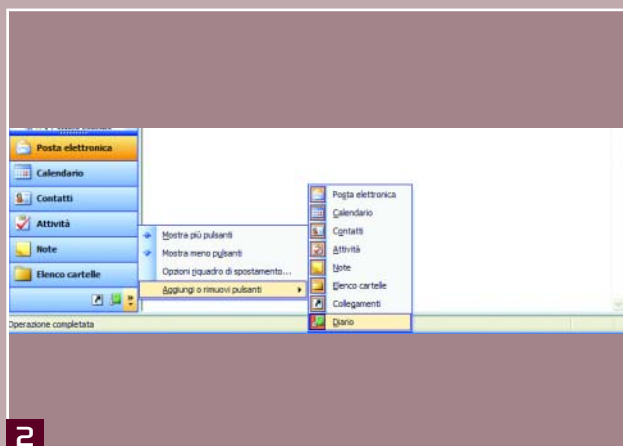 Posta elettronica
Calendario
Contatti
Attività
Note
Elenco cartelle
Mostra più pulsanti
Mostra meno pulsanti
Opzioni riquadro di spostamento...
Aggiungi o rimuovi pulsanti
Posta elettronica
Calendario
Contatti
Attività
Note
Elenco cartelle
Collegamenti
Diario
Operazione completata
2